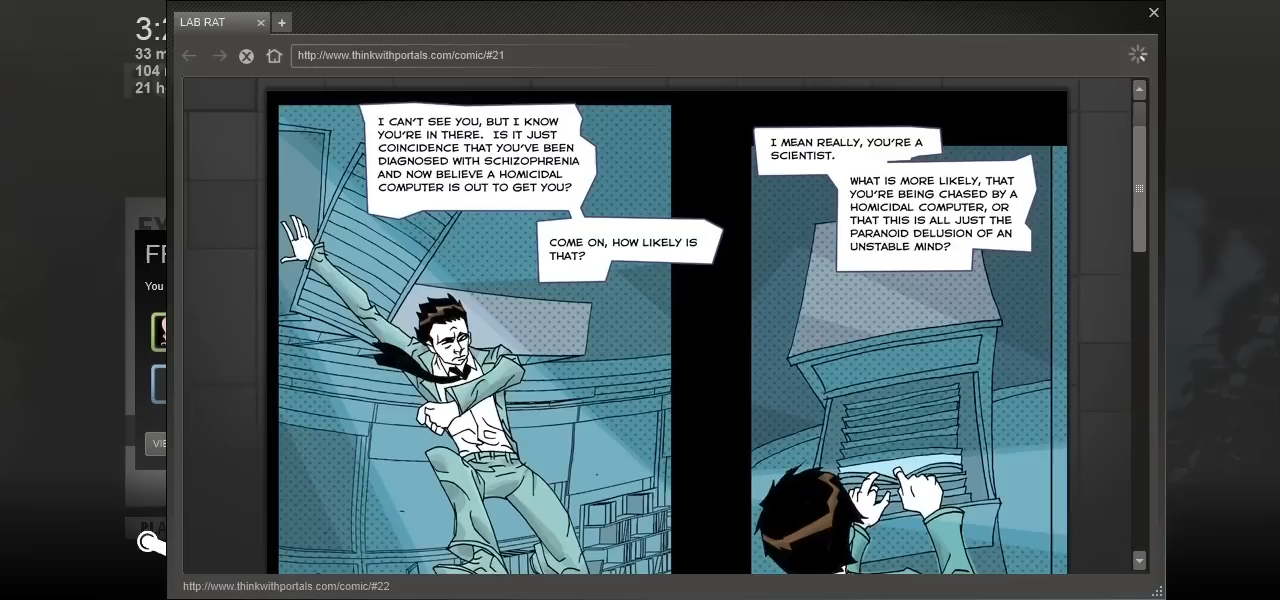 LAB RAT
http://www.thinkwithportals.com/comic/#21
I CAN'T SEE YOU, BUT I KNOW
YOU'RE IN THERE. IS IT JUST
COINCIDENCE THAT YOU'VE BEEN
DIAGNOSED WITH SCHIZOPHRENIA
AND NOW BELIEVE A HOMICIDAL
COMPUTER IS OUT TO GET YOU?
COME ON, HOW LIKELY IS
THAT?
I MEAN REALLY, YOU'RE A
SCIENTIST.
WHAT IS MORE LIKELY, THAT
YOU'RE BEING CHASED BY A
HOMICIDAL COMPUTER, OR
THAT THIS IS ALL JUST THE
PARANOID DELUSION OF AN
UNSTABLE MIND?
33
104
21
You
http://www.thinkwithportals.com/comic/#22